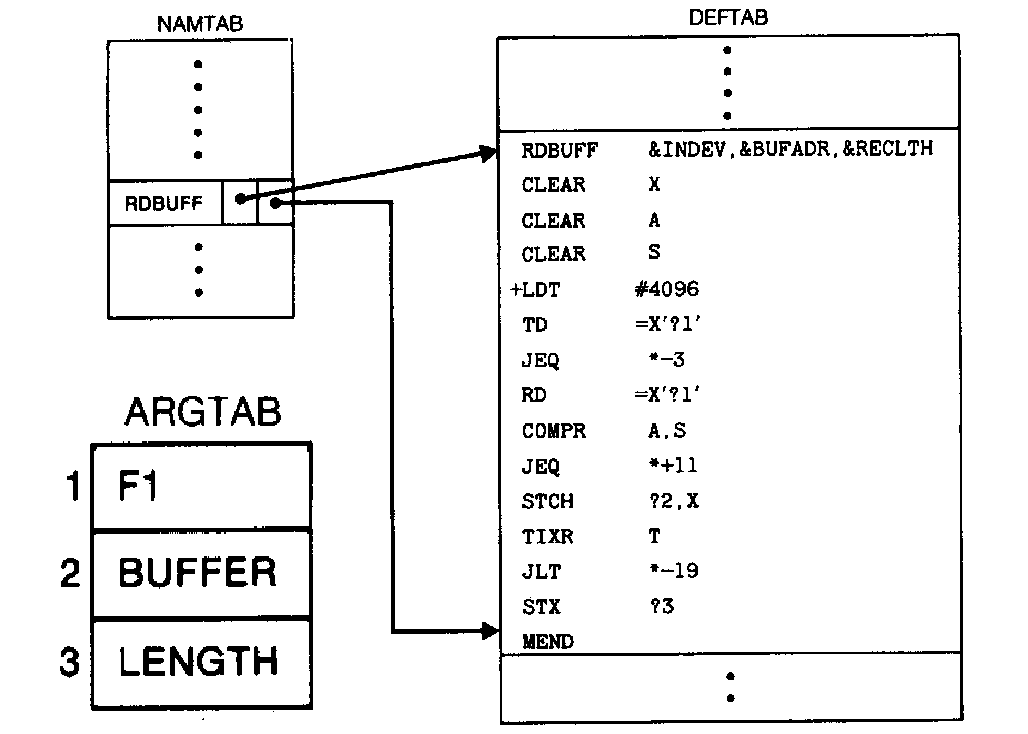 NAMTAB
RDBUFF
ARGTAB
1 F1
2 BUFFER
3 LENGTH
DEFTAB
RDBUFF &INDEV,&BUFADR,&RECLTH
CLEAR X
CLEAR A
CLEAR S
+LDT #4096
TD =X'?1'
JEQ *-3
RD =X'?1'
COMPR A,S
JEQ *+11
STCH ?2,X
TIXR T
JLT *-19
STX ?3
MEND